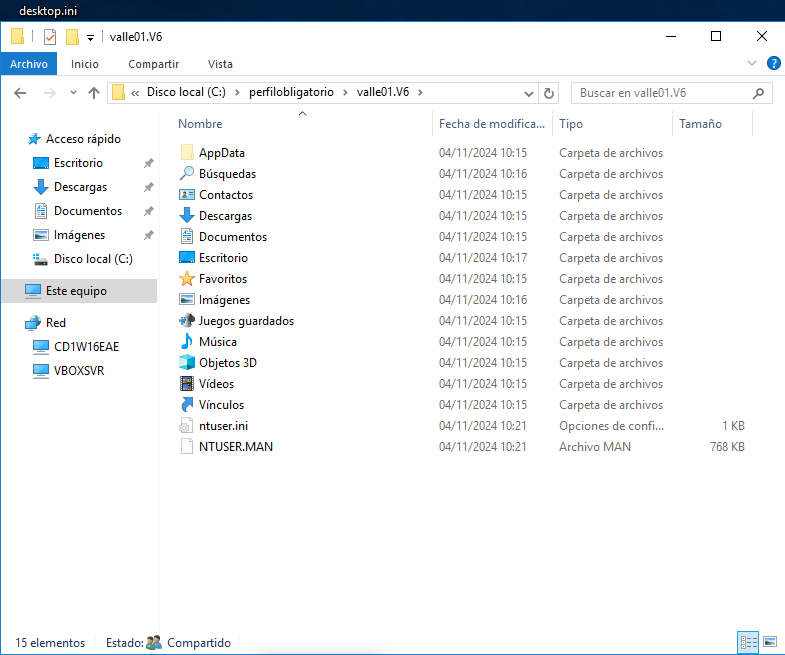 desktop.ini
valle01.V6
Archivo Inicio Compartir Vista
« Disco local (C:) › perfilobligatorio › valle01.V6 › Buscar en valle01.V6
Nombre Fecha de modifica... Tipo Tamaño
Acceso rápido
Escritorio
Descargas
Documentos
Imágenes
Disco local (C:)
Este equipo
Red
CD1W16EAE
VBOXSVR
AppData 04/11/2024 10:15 Carpeta de archivos
Búsquedas 04/11/2024 10:16 Carpeta de archivos
Contactos 04/11/2024 10:15 Carpeta de archivos
Descargas 04/11/2024 10:15 Carpeta de archivos
Documentos 04/11/2024 10:15 Carpeta de archivos
Escritorio 04/11/2024 10:17 Carpeta de archivos
Favoritos 04/11/2024 10:15 Carpeta de archivos
Imágenes 04/11/2024 10:16 Carpeta de archivos
Juegos guardados 04/11/2024 10:15 Carpeta de archivos
Música 04/11/2024 10:15 Carpeta de archivos
Objetos 3D 04/11/2024 10:15 Carpeta de archivos
Vídeos 04/11/2024 10:15 Carpeta de archivos
Vínculos 04/11/2024 10:15 Carpeta de archivos
ntuser.ini 04/11/2024 10:21 Opciones de confi... 1 KB
NTUSER.MAN 04/11/2024 10:21 Archivo MAN 768 KB
15 elementos Estado: Compartido